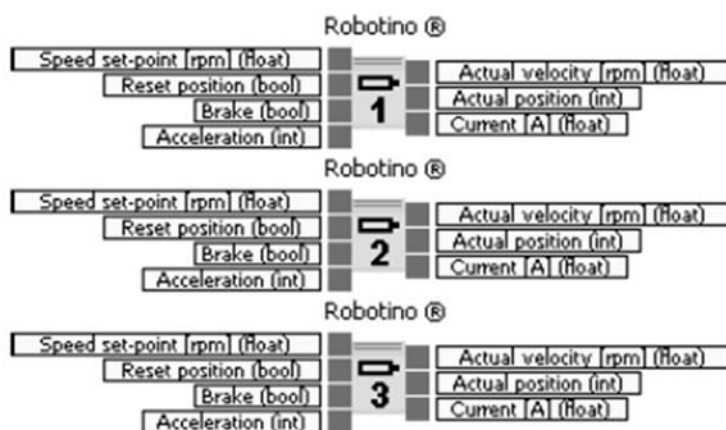 Robotino ®
Speed set-point [rpm] (float)
Reset position (bool)
Brake (bool)
Acceleration (int)
1
Actual velocity [rpm] (float)
Actual position (int)
Current [A] (float)
Robotino ®
Speed set-point [rpm] (float)
Reset position (bool)
Brake (bool)
Acceleration (int)
2
Actual velocity [rpm] (float)
Actual position (int)
Current [A] (float)
Robotino ®
Speed set-point [rpm] (float)
Reset position (bool)
Brake (bool)
Acceleration (int)
3
Actual velocity [rpm] (float)
Actual position (int)
Current [A] (float)